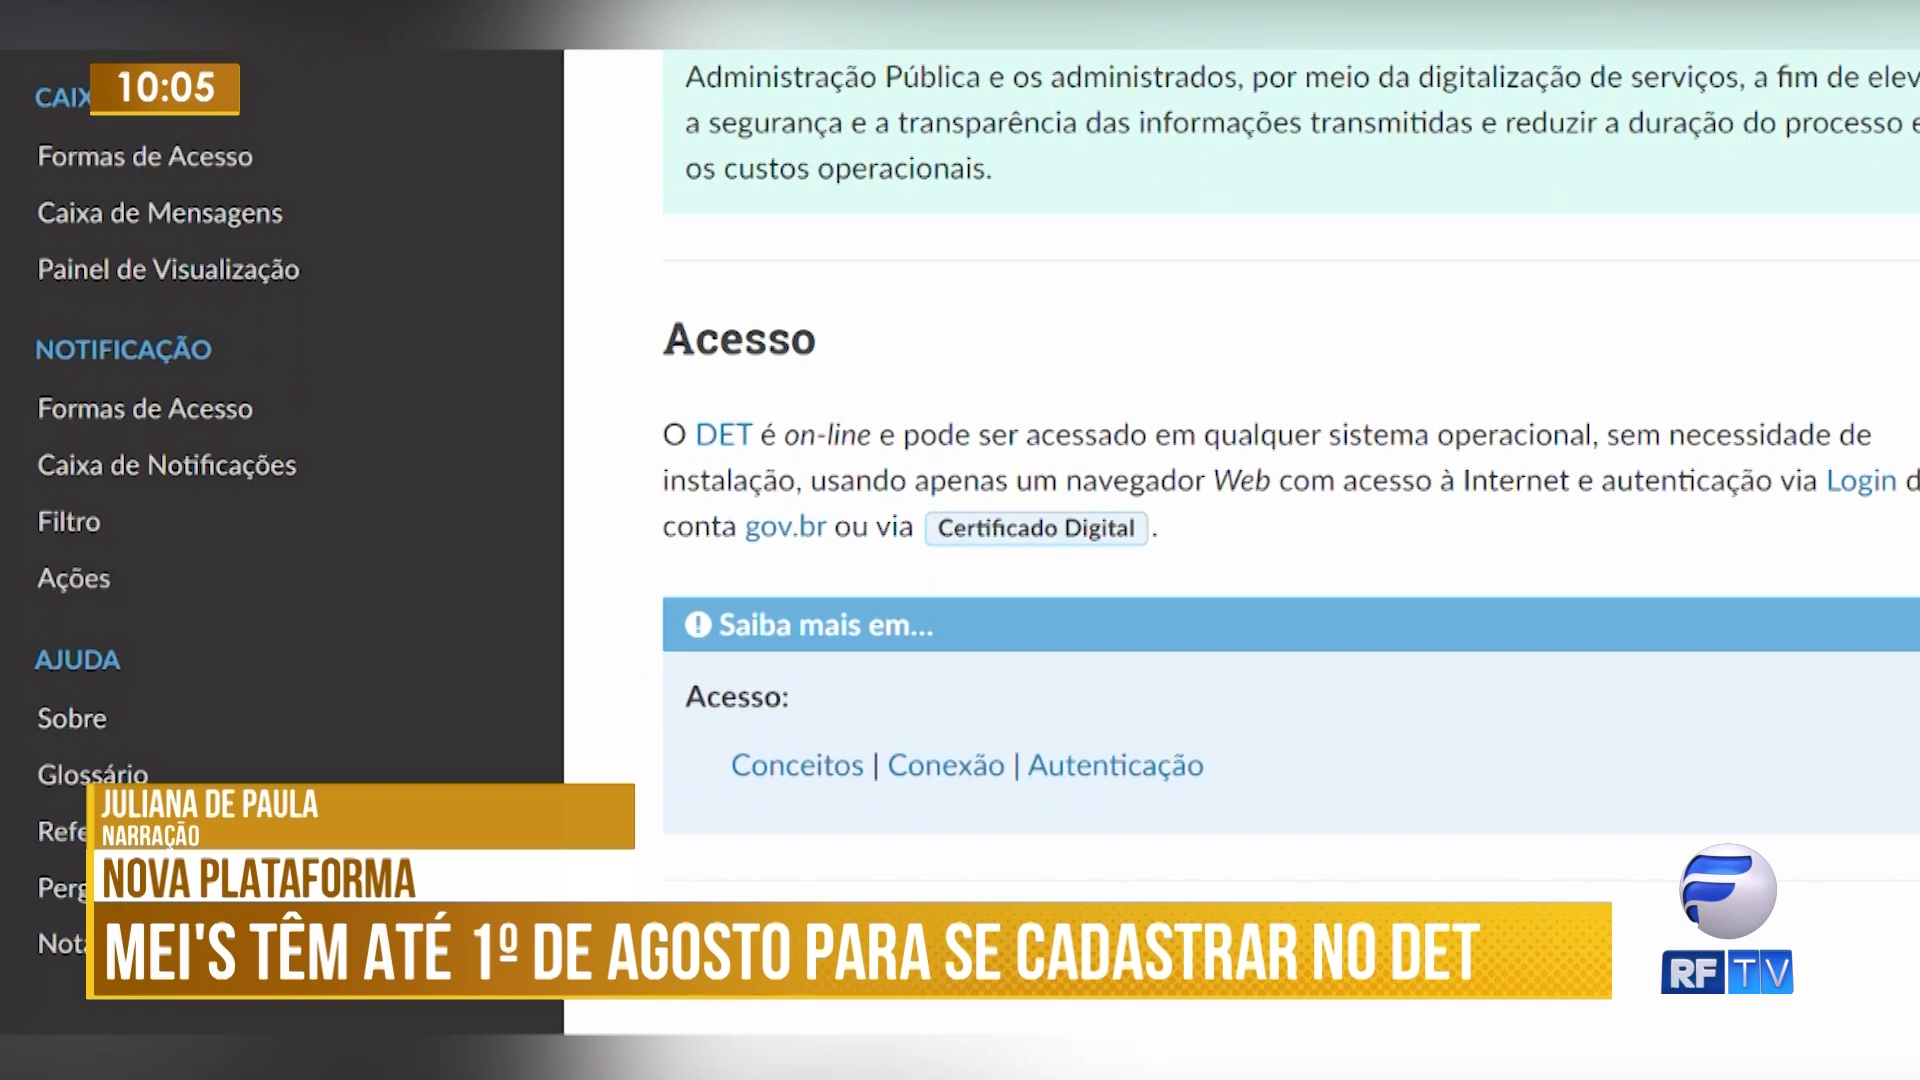 10:05
Formas de Acesso
Caixa de Mensagens
Painel de Visualização
NOTIFICAÇÃO
Formas de Acesso
Caixa de Notificações
Filtro
Ações
AJUDA
Sobre
Glossário
Administração Pública e os administrados, por meio da digitalização de serviços, a fim de
a segurança e a transparência das informações transmitidas e reduzir a duração do processo e
os custos operacionais.
Acesso
O DET é on-line e pode ser acessado em qualquer sistema operacional, sem necessidade de
instalação, usando apenas um navegador Web com acesso à Internet e autenticação via Login
conta gov.br ou via Certificado Digital .
Saiba mais em...
Acesso:
Conceitos | Conexão | Autenticação
JULIANA DE PAULA
NARRAÇÃO
NOVA PLATAFORMA
MEI'S TÊM ATÉ 1º DE AGOSTO PARA SE CADASTRAR NO DET
RF TV